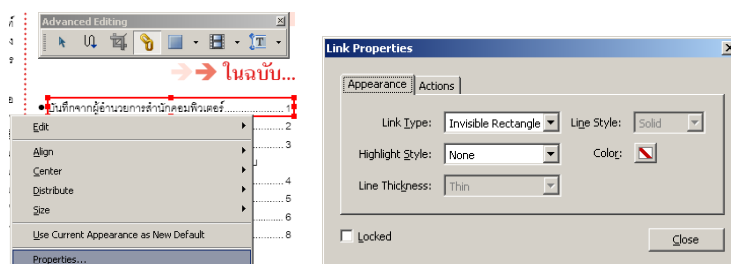 Advanced Editing
ในฉบับ...
บันทึกจากผู้อำนวยการสำนักคอมพิวเตอร์ ........................ 1
Edit
2
Align
3
Center
Distribute
4
Size
5
6
Use Current Appearance as New Default
8
Properties...
Link Properties
Appearance Actions
Link Type: Invisible Rectangle Line Style: Solid
Highlight Style: None Color:
Line Thickness: Thin
Locked Close